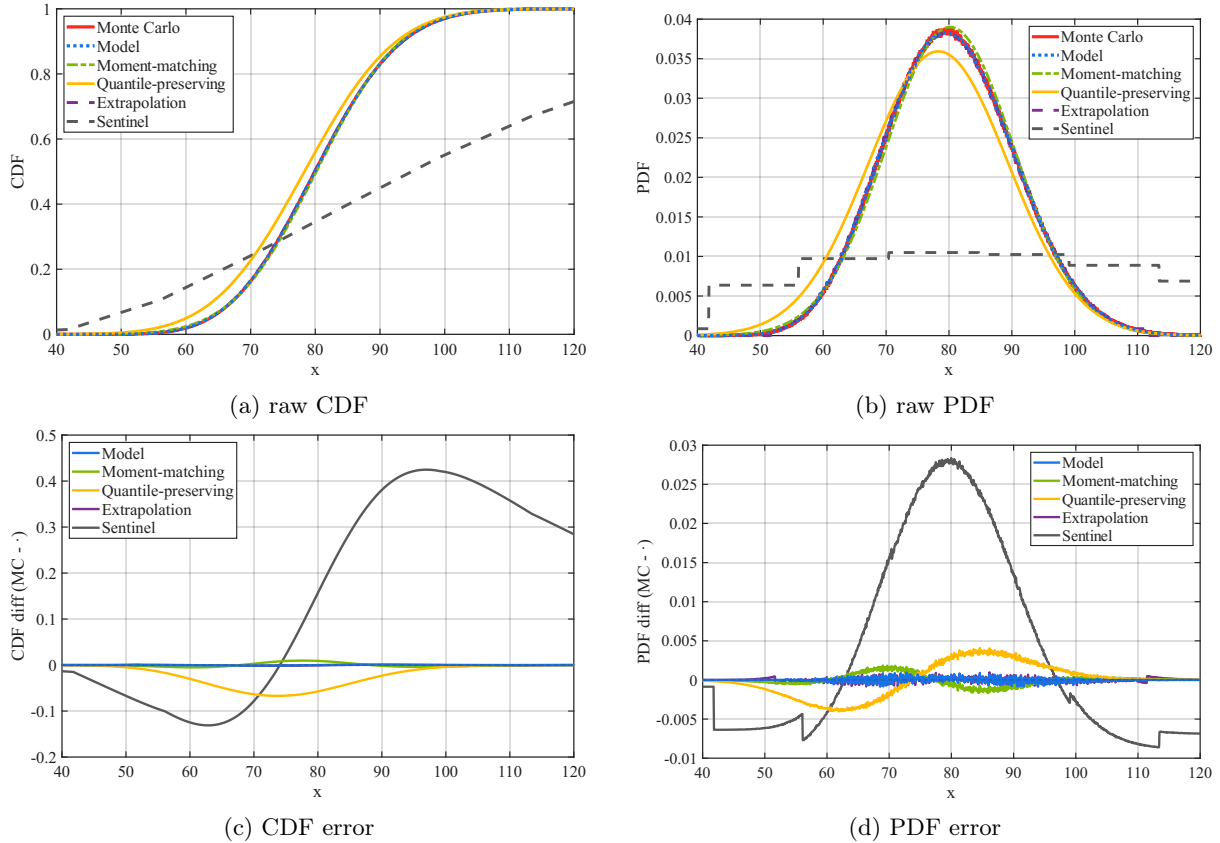 1
0.8
0.6
0.4
0.2
0
CDF
Monte Carlo
Model
Moment-matching
Quantile-preserving
Extrapolation
Sentinel
40 50 60 70 80 90 100 110 120
x
(a) raw CDF
0.04
0.035
0.03
0.025
0.02
0.015
0.01
0.005
0
PDF
Monte Carlo
Model
Moment-matching
Quantile-preserving
Extrapolation
Sentinel
40 50 60 70 80 90 100 110 120
x
(b) raw PDF
0.5
0.4
0.3
0.2
0.1
0
-0.1
-0.2
CDF diff (MC - ·)
Model
Moment-matching
Quantile-preserving
Extrapolation
Sentinel
40 50 60 70 80 90 100 110 120
x
(c) CDF error
0.03
0.025
0.02
0.015
0.01
0.005
0
-0.005
-0.01
PDF diff (MC - ·)
Model
Moment-matching
Quantile-preserving
Extrapolation
Sentinel
40 50 60 70 80 90 100 110 120
x
(d) PDF error